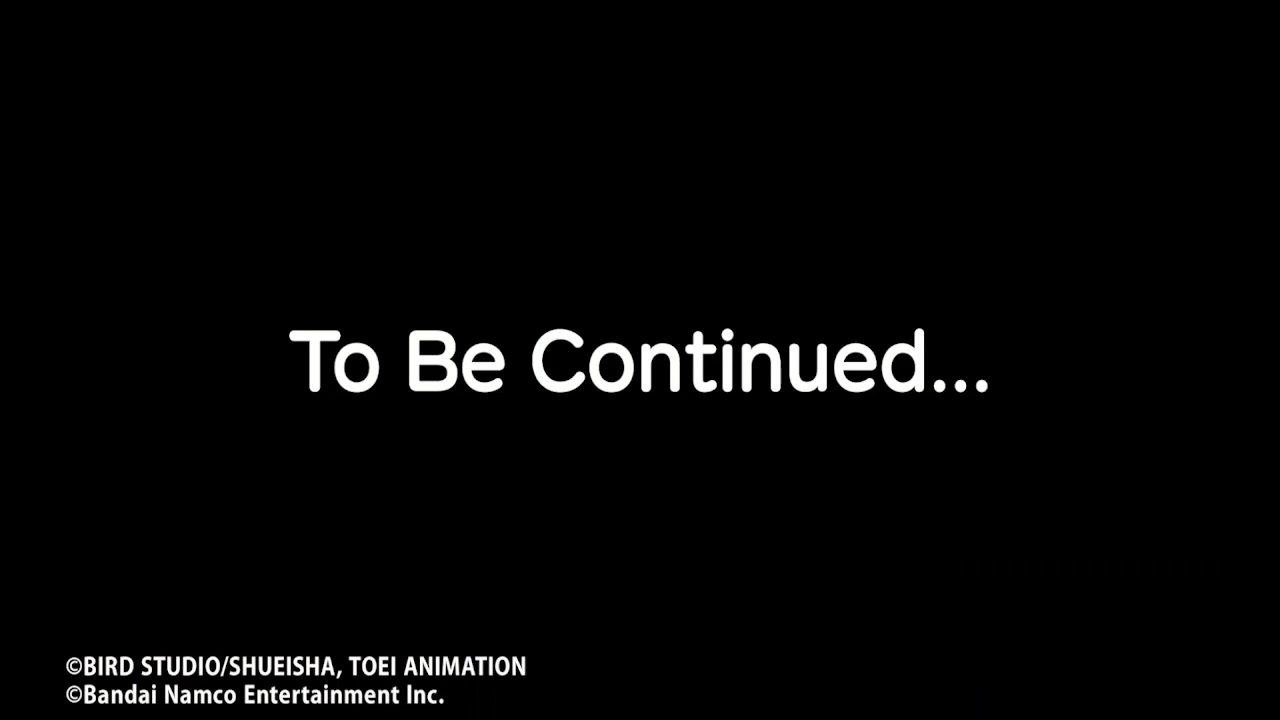 To Be Continued...
©BIRD STUDIO/SHUEISHA, TOEI ANIMATION
©Bandai Namco Entertainment Inc.